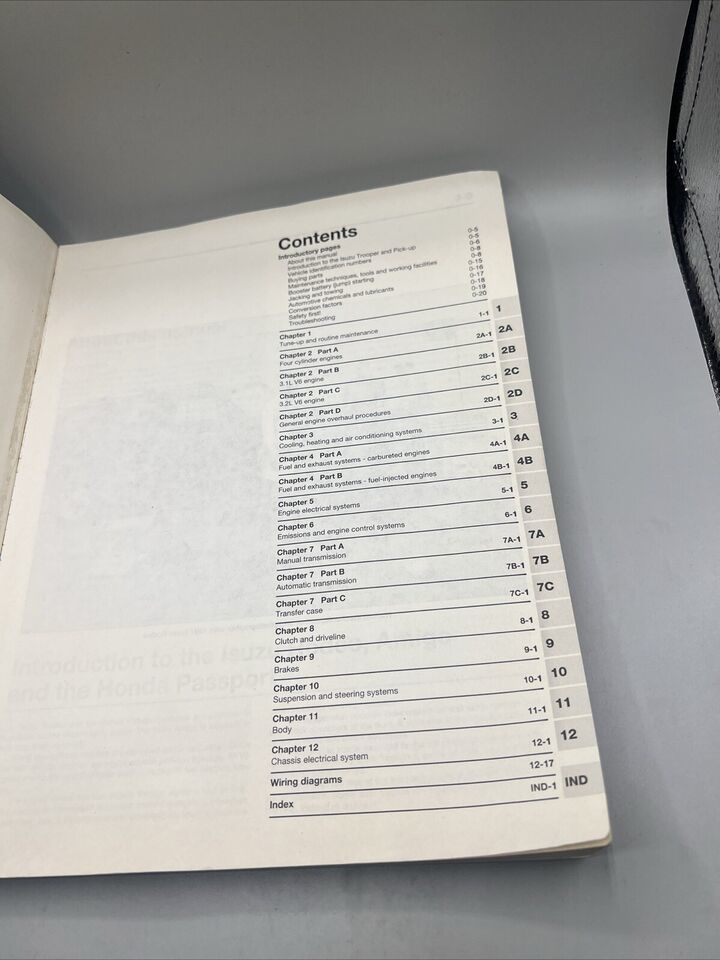 Contents
Introductory pages
About this manual 0-5
Introduction to the Isuzu Trooper and Pick-up 0-5
Vehicle identification numbers 0-6
Buying parts 0-8
Maintenance techniques, tools and working facilities 0-8
Booster battery (jump) starting 0-15
Jacking and towing 0-16
Automotive chemicals and lubricants 0-17
Conversion factors 0-18
Safety first! 0-19
Troubleshooting 0-20
Chapter 1
Tune-up and routine maintenance 1-1 1
Chapter 2 Part A
Four cylinder engines 2A-1 2A
Chapter 2 Part B
3.1L V6 engine 2B-1 2B
Chapter 2 Part C
3.2L V6 engine 2C-1 2C
Chapter 2 Part D
General engine overhaul procedures 2D-1 2D
Chapter 3
Cooling, heating and air conditioning systems 3-1 3
Chapter 4 Part A
Fuel and exhaust systems - carbureted engines 4A-1 4A
Chapter 4 Part B
Fuel and exhaust systems - fuel-injected engines 4B-1 4B
Chapter 5
Engine electrical systems 5-1 5
Chapter 6
Emissions and engine control systems 6-1 6
Chapter 7 Part A
Manual transmission 7A-1 7A
Chapter 7 Part B
Automatic transmission 7B-1 7B
Chapter 7 Part C
Transfer case 7C-1 7C
Chapter 8
Clutch and driveline 8-1 8
Chapter 9
Brakes 9-1 9
Chapter 10
Suspension and steering systems 10-1 10
Chapter 11
Body 11-1 11
Chapter 12
Chassis electrical system 12-1 12
Wiring diagrams 12-17
Index IND-1 IND
Introduction to the Isuzu
and the Honda Passport